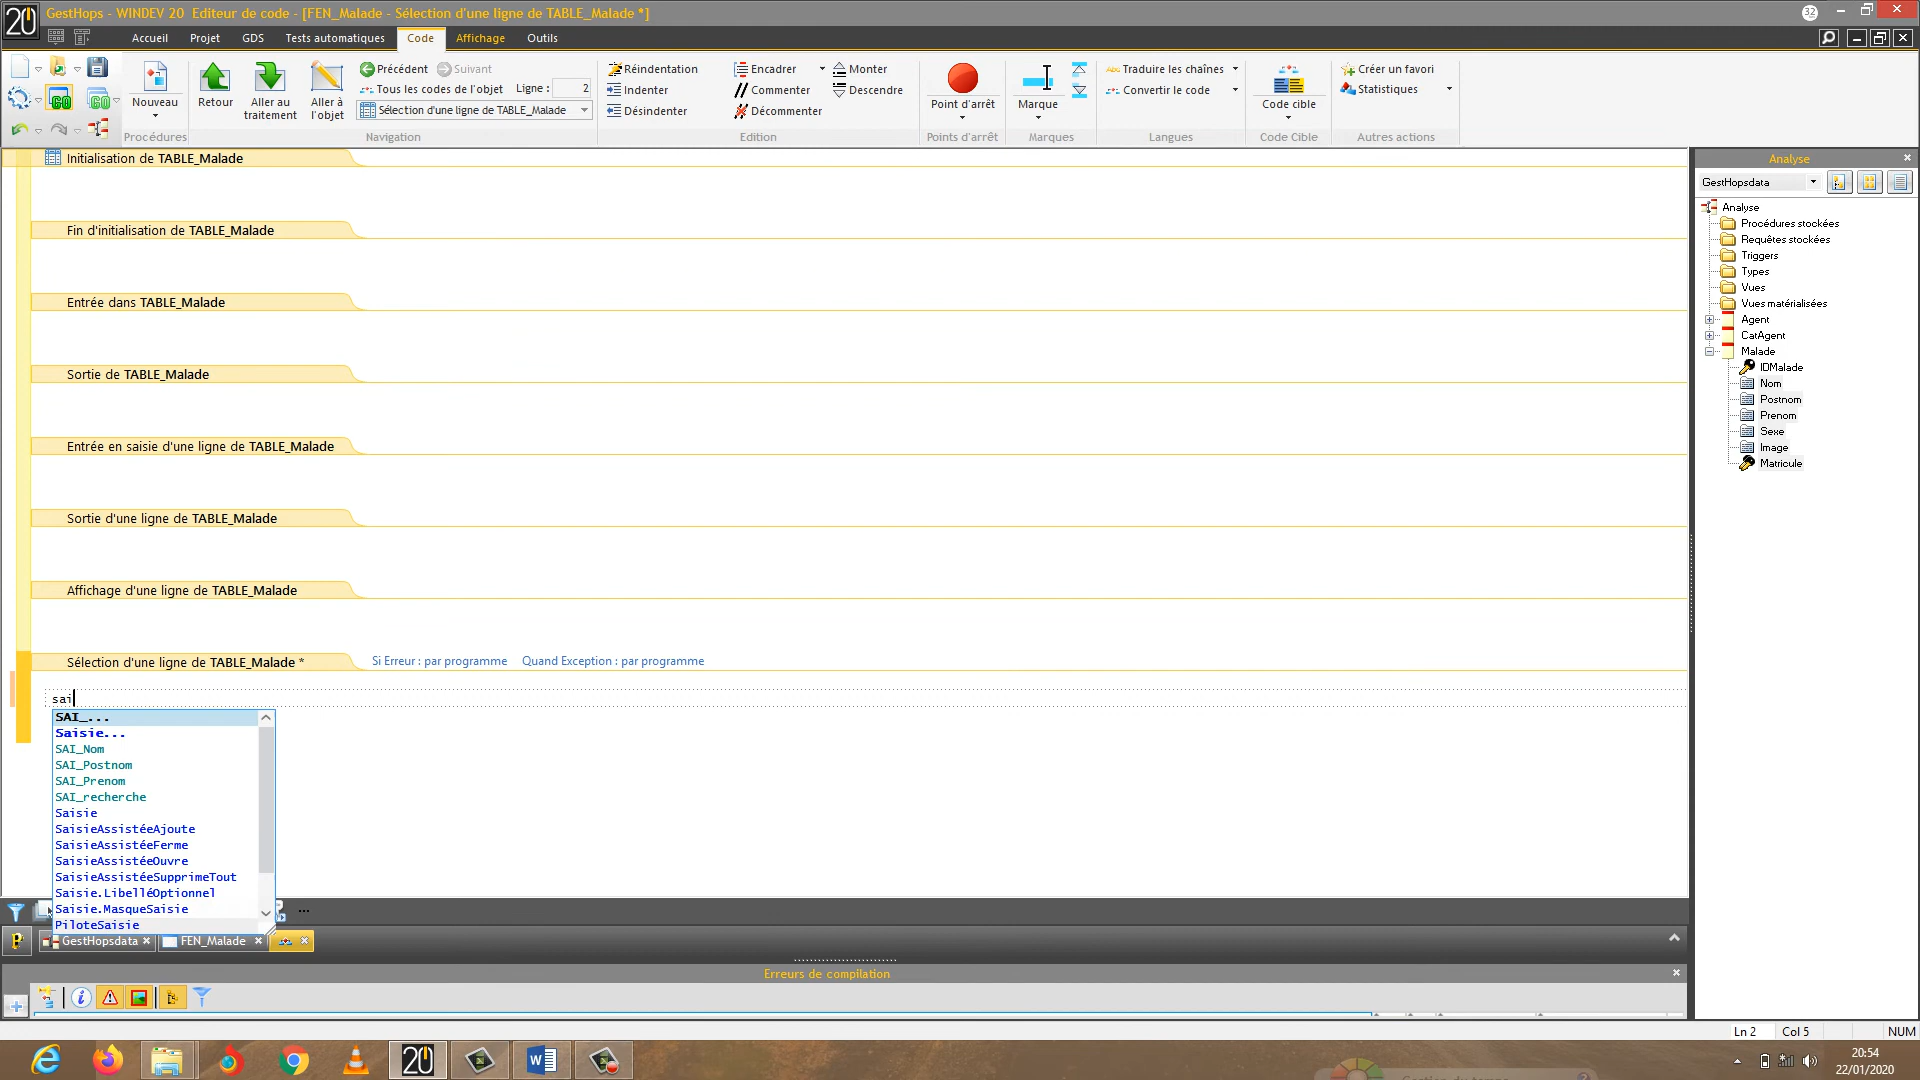 20 GestHops - WINDEV 20 Editeur de code - [FEN_Malade - Sélection d'une ligne de TABLE_Malade *] 32
Accueil Projet GDS Tests automatiques Code Affichage Outils
Précédent Suivant
Tous les codes de l'objet Ligne : 2
Sélection d'une ligne de TABLE_Malade
Nouveau Retour Aller au traitement Aller à l'objet
Réindentation Encadrer Monter
Indenter Commenter Descendre
Désindenter Décommenter
Point d'arrêt Marque
Traduire les chaînes
Convertir le code
Code cible
Créer un favori
Statistiques
Procédures Navigation Edition Points d'arrêt Marques Langues Code Cible Autres actions
Initialisation de TABLE_Malade
Fin d'initialisation de TABLE_Malade
Entrée dans TABLE_Malade
Sortie de TABLE_Malade
Entrée en saisie d'une ligne de TABLE_Malade
Sortie d'une ligne de TABLE_Malade
Affichage d'une ligne de TABLE_Malade
Sélection d'une ligne de TABLE_Malade * Si Erreur : par programme Quand Exception : par programme
sai
SAI_...
Saisie...
SAI_Nom
SAI_Postnom
SAI_Prenom
SAI_recherche
Saisie
SaisieAssistéeAjoute
SaisieAssistéeFerme
SaisieAssistéeOuvre
SaisieAssistéeSupprimeTout
Saisie.LibelléOptionnel
Saisie.MasqueSaisie
PiloteSaisie
...
GestHopsdata FEN_Malade
Erreurs de compilation
Analyse
GestHopsdata
Analyse
Procédures stockées
Requêtes stockées
Triggers
Types
Vues
Vues matérialisées
Agent
CatAgent
Malade
IDMalade
Nom
Postnom
Prenom
Sexe
Image
Matricule
Ln 2 Col 5 NUM
20:54
22/01/2020